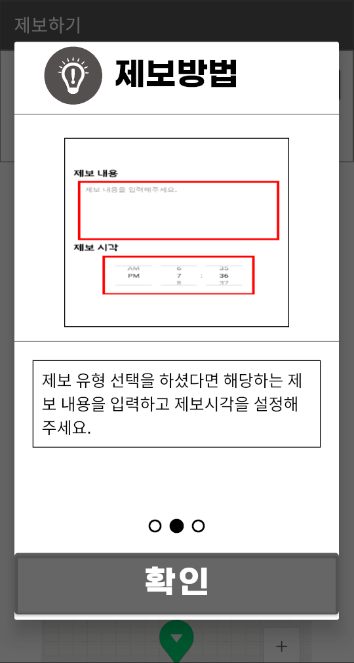 제보하기
제보방법
제보 내용
제보 내용을 입력해주세요.
제보 시각
AM 6 35
PM 7 : 36
8 37
제보 유형 선택을 하셨다면 해당하는 제
보 내용을 입력하고 제보시각을 설정해
주세요.
확인
+